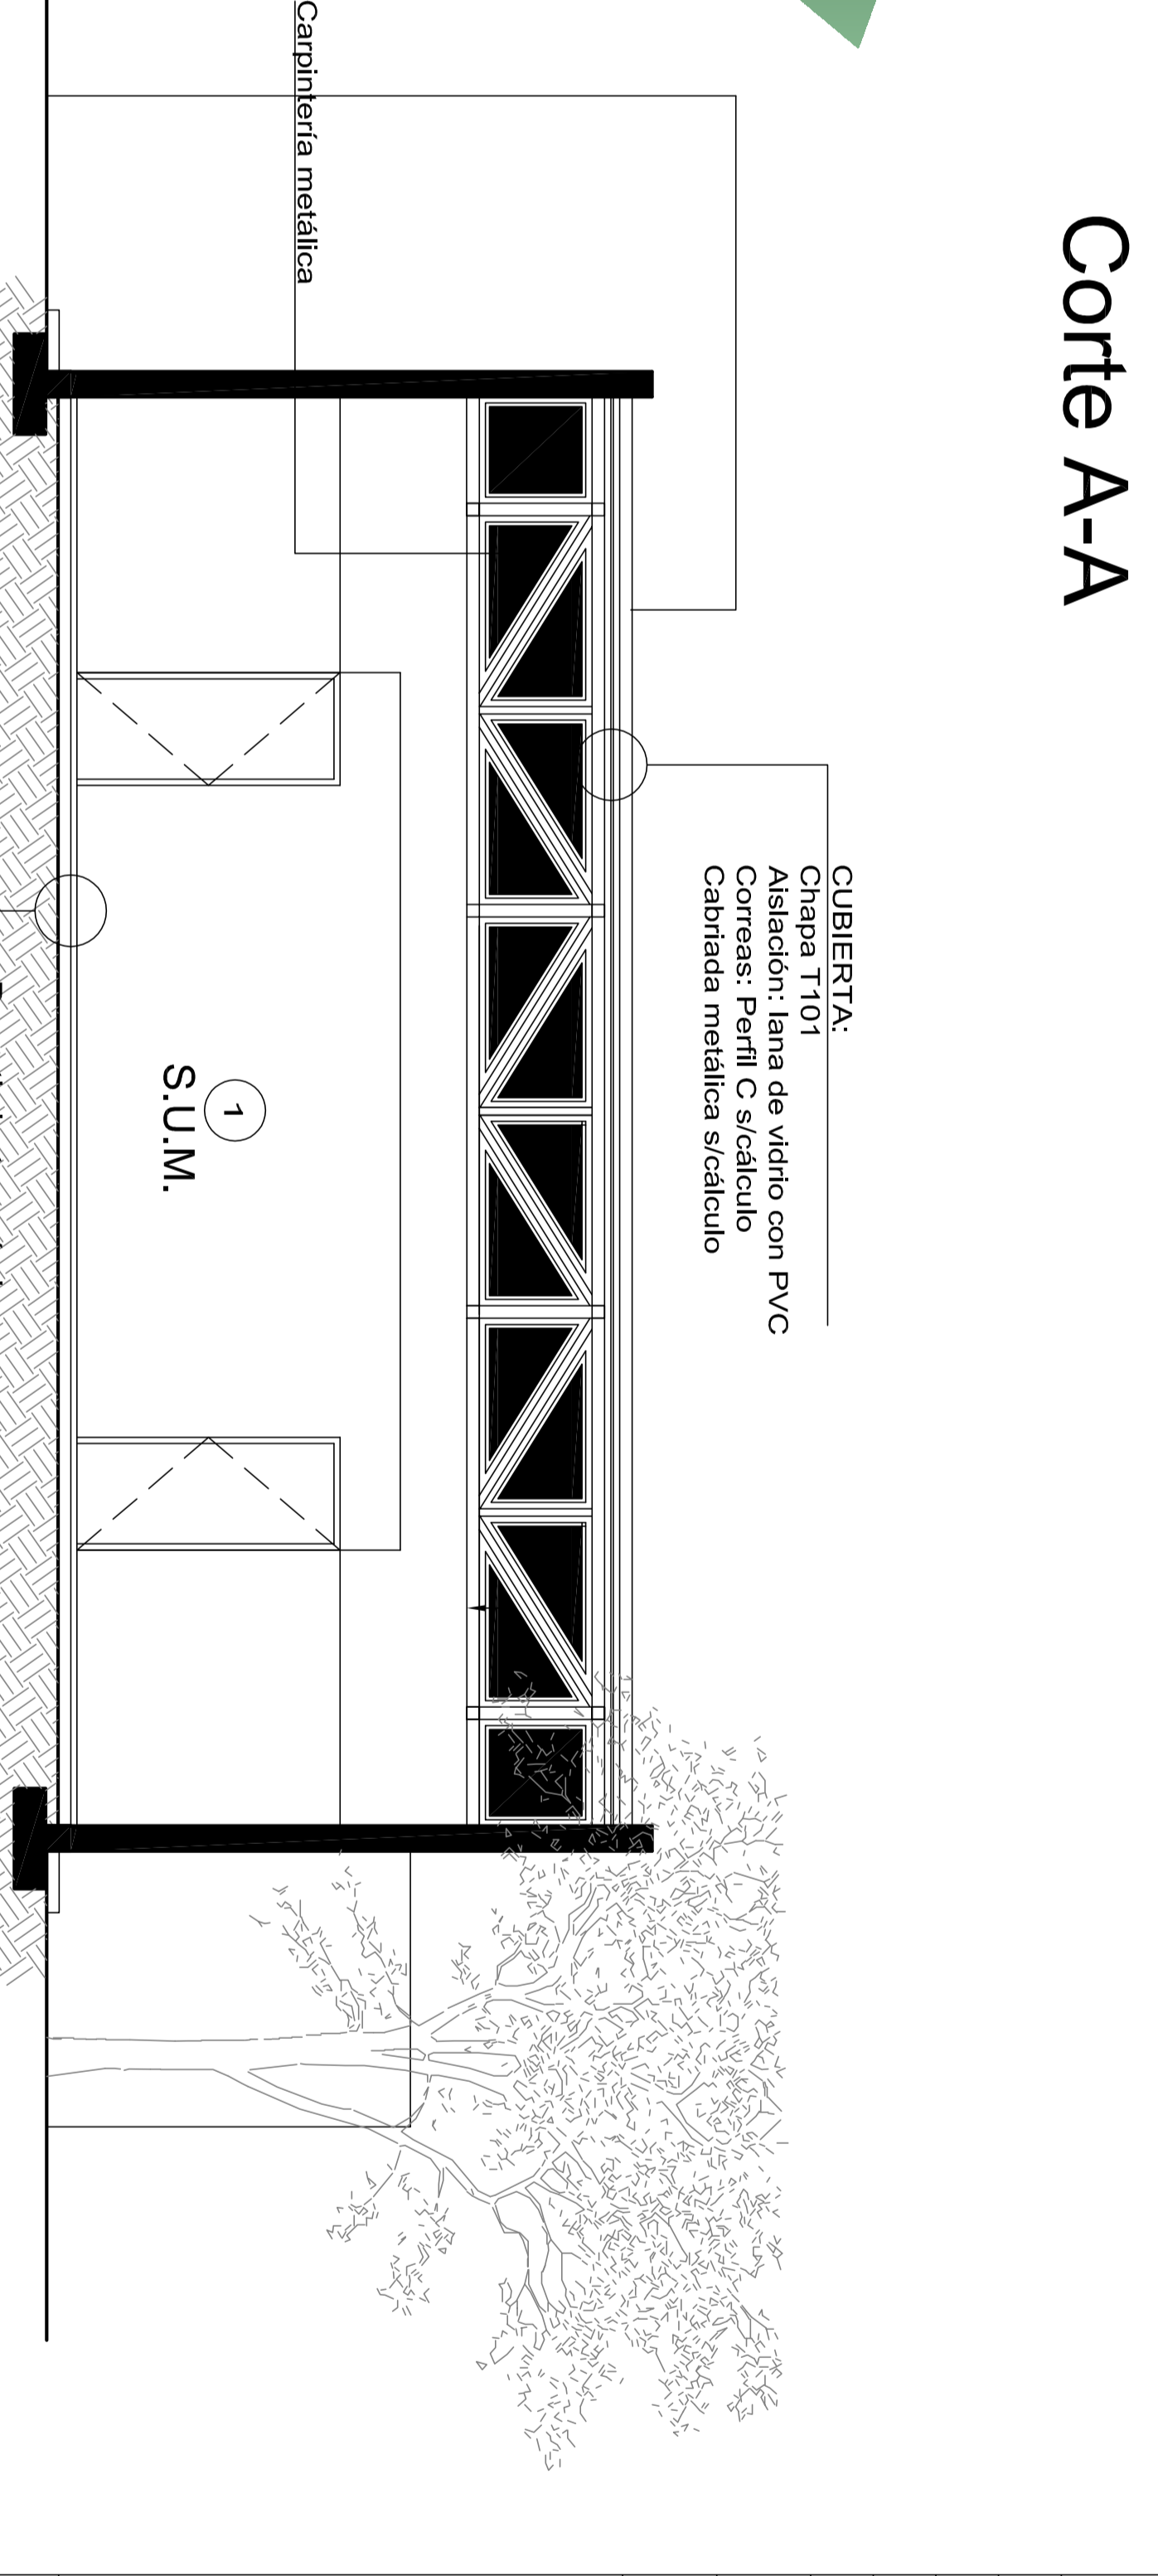 Corte A-A
CUBIERTA:
Chapa T101
Aislación: lana de vidrio con PVC
Correas: Perfil C s/cálculo
Cabriada metálica s/cálculo
Carpintería metálica
1
S.U.M.